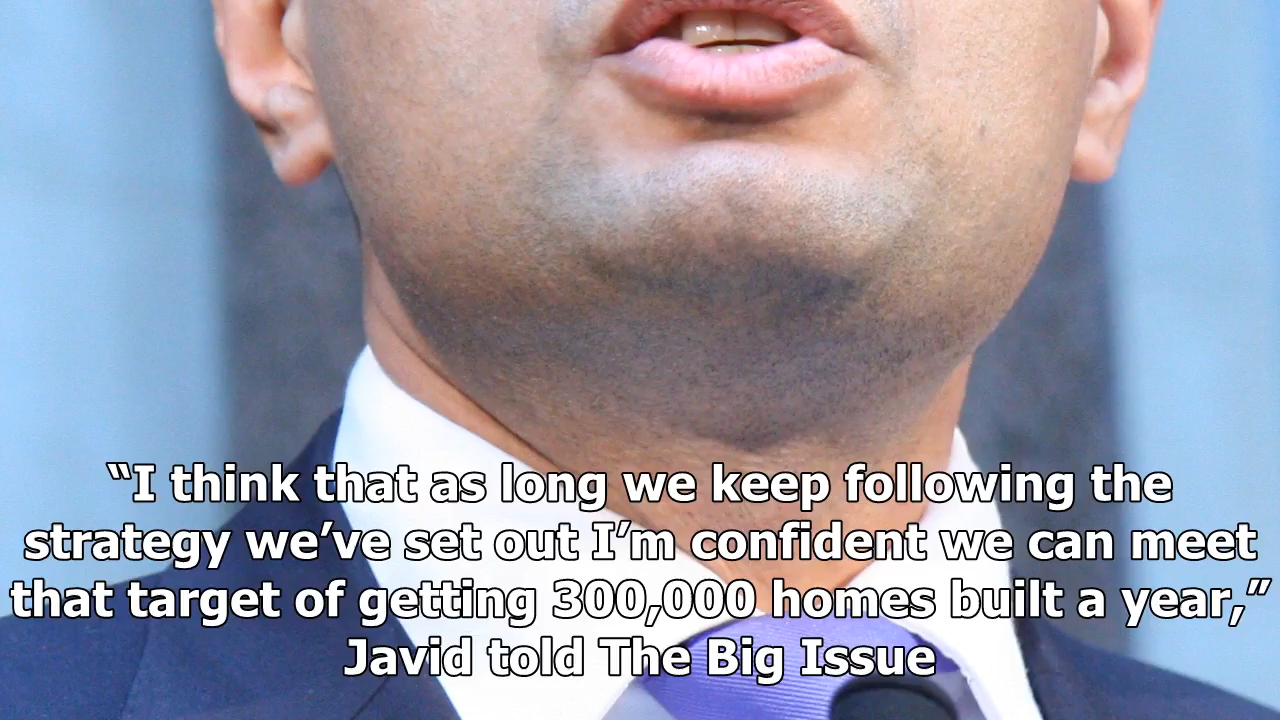 “I think that as long we keep following the
strategy we’ve set out I’m confident we can meet
that target of getting 300,000 homes built a year,”
Javid told The Big Issue